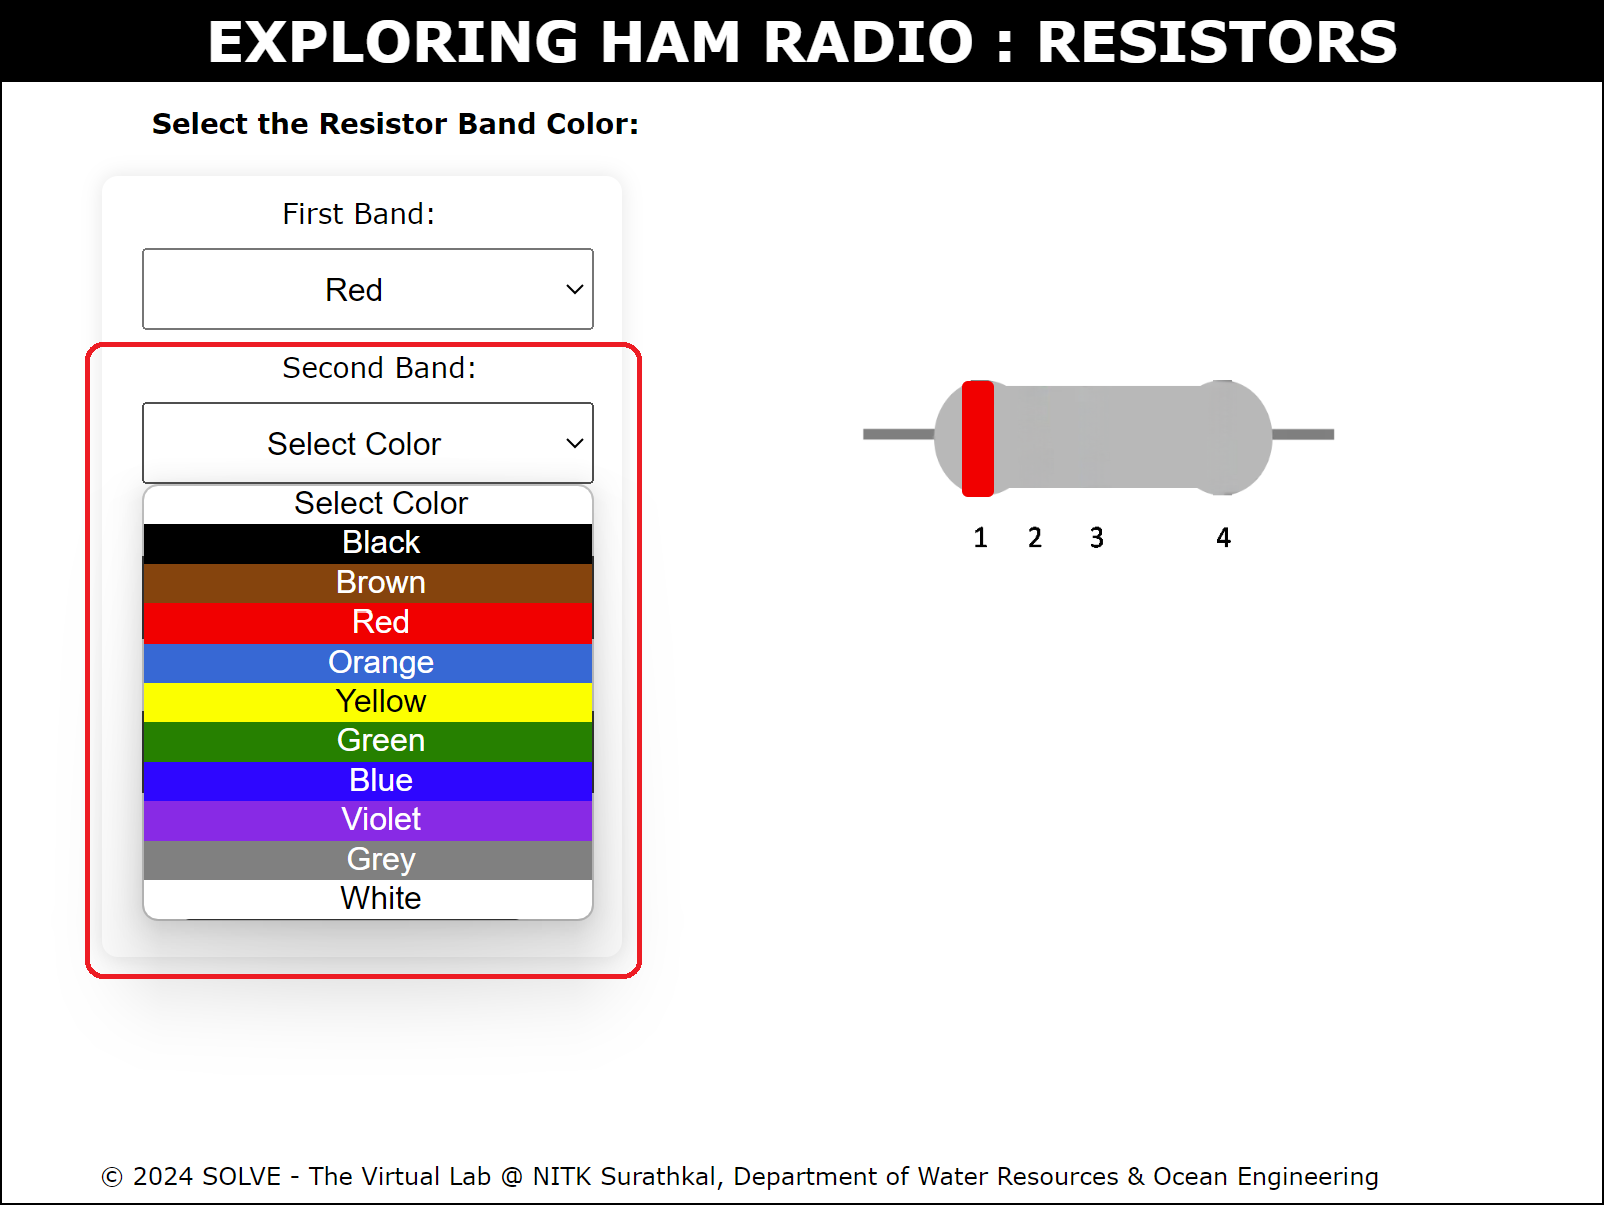 EXPLORING HAM RADIO : RESISTORS
Select the Resistor Band Color:
First Band:
Red
Second Band:
Select Color
Select Color
Black
Brown
Red
Orange
Yellow
Green
Blue
Violet
Grey
White
1 2 3 4
© 2024 SOLVE - The Virtual Lab @ NITK Surathkal, Department of Water Resources & Ocean Engineering